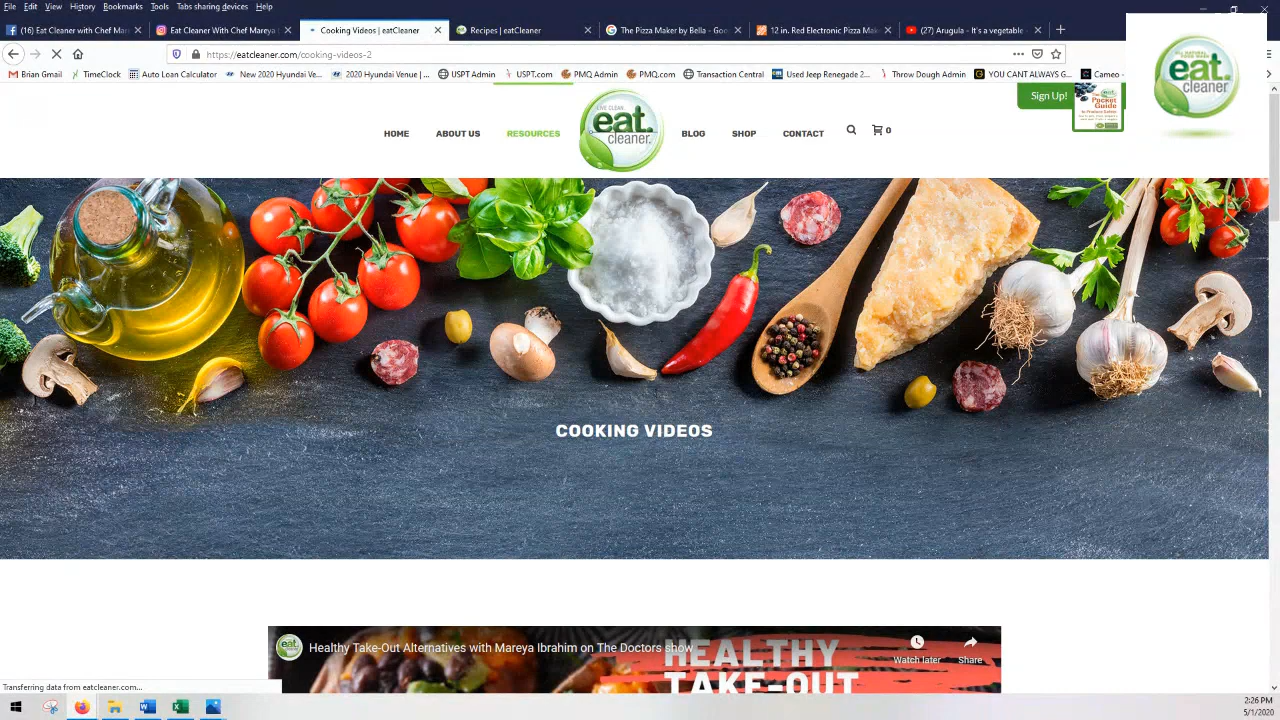 File Edit View History Bookmarks Tools Tabs sharing devices Help
(16) Eat Cleaner with Chef Mar
Eat Cleaner With Chef Mareya
Cooking Videos | eatCleaner
Recipes | eatCleaner
The Pizza Maker by Bella - Goo
12 in. Red Electronic Pizza Mak
(27) Arugula - It's a vegetable
https://eatcleaner.com/cooking-videos-2
Brian Gmail TimeClock Auto Loan Calculator New 2020 Hyundai Ve... 2020 Hyundai Venue | ... USPT Admin USPT.com PMQ Admin PMQ.com Transaction Central Used Jeep Renegade 2... Throw Dough Admin YOU CANT ALWAYS G... Cameo -
eat.
cleaner
Sign Up!
eat
Pocket
Guide
LIVE CLEAN
eat.
cleaner.
HOME ABOUT US RESOURCES BLOG SHOP CONTACT 0
COOKING VIDEOS
Healthy Take-Out Alternatives with Mareya Ibrahim on The Doctors show
HEALTHY
TAKE-OUT
Watch later Share
Transferring data from eatcleaner.com...
2:26 PM
5/1/2020